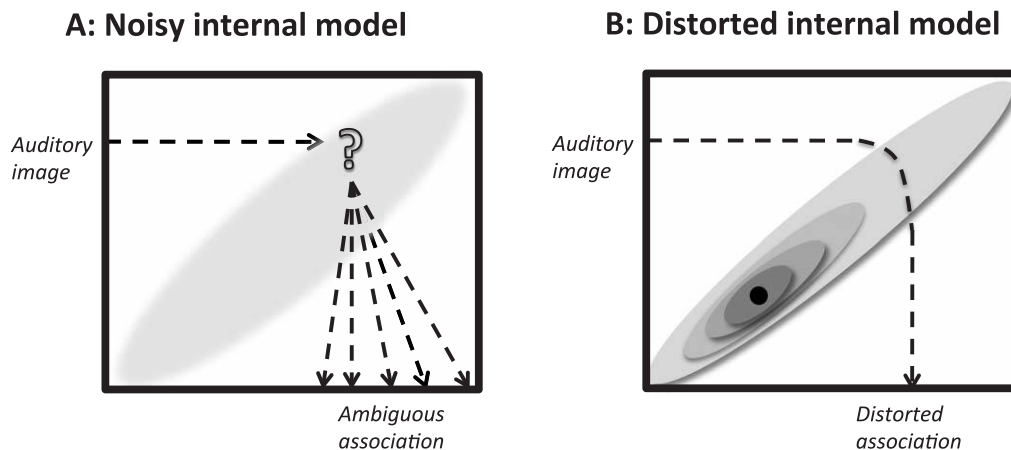 A: Noisy internal model
Auditory
image
?
Ambiguous
association
B: Distorted internal model
Auditory
image
Distorted
association